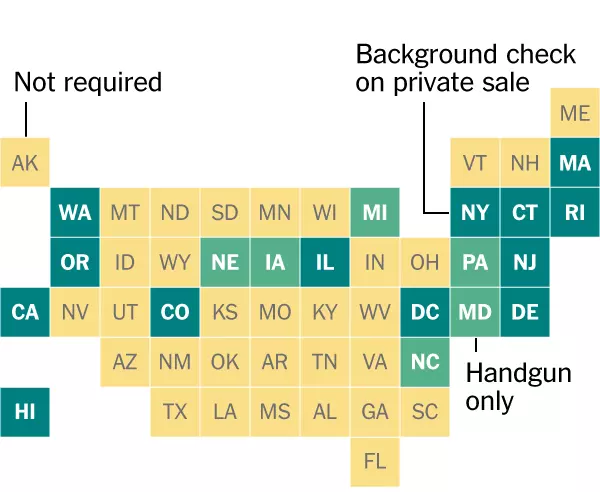 Background check
on private sale
Not required
ME
AK VT NH MA
WA MT ND SD MN WI MI NY CT RI
OR ID WY NE IA IL IN OH PA NJ
CA NV UT CO KS MO KY WV DC MD DE
AZ NM OK AR TN VA NC
Handgun
only
HI TX LA MS AL GA SC
FL